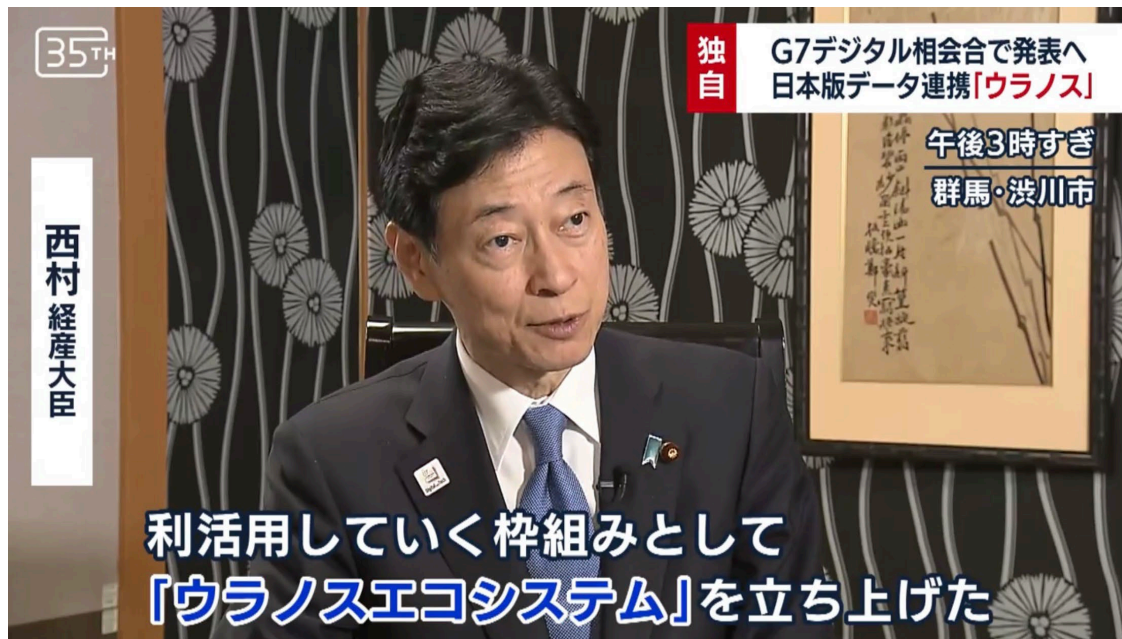 35TH
独自
G7デジタル相会合で発表へ
日本版データ連携「ウラノス」
午後3時すぎ
群馬・渋川市
西村 経産大臣
利活用していく枠組みとして
「ウラノスエコシステム」を立ち上げた